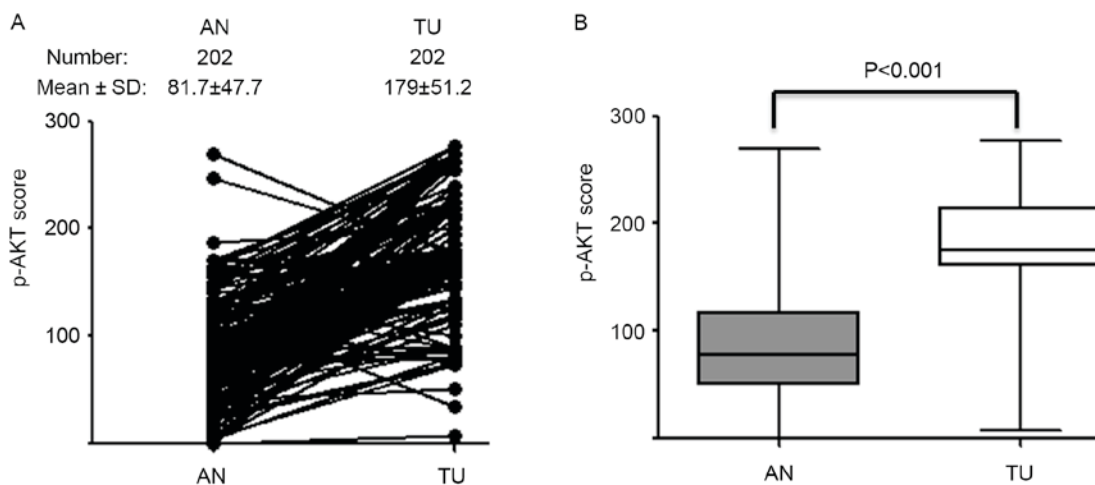 A
AN TU
Number: 202 202
Mean ± SD: 81.7±47.7 179±51.2
p-AKT score
300
200
100
AN TU
B
P<0.001
p-AKT score
300
200
100
AN TU